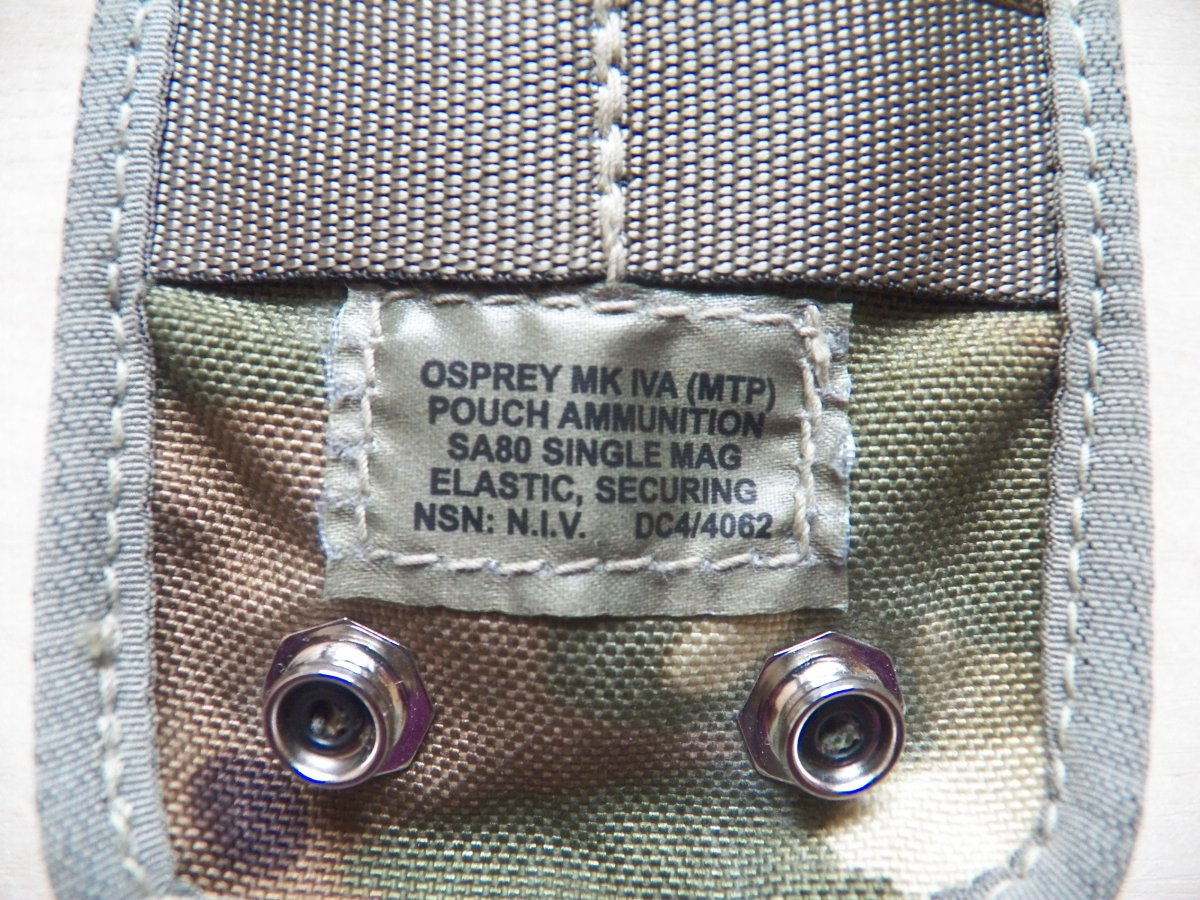 OSPREY MK IVA (MTP)
POUCH AMMUNITION
SA80 SINGLE MAG
ELASTIC, SECURING
NSN: N.I.V. DC4/4062